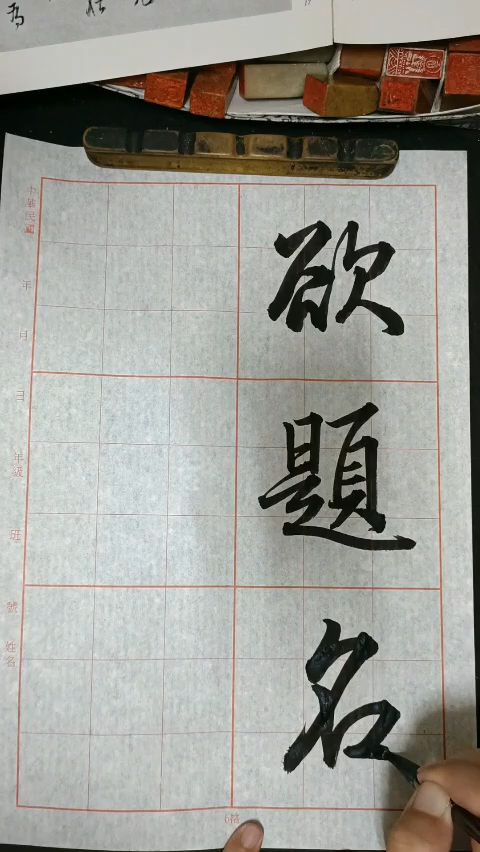 欲題名
中華民國 年 月 日 年級 班 號 姓名